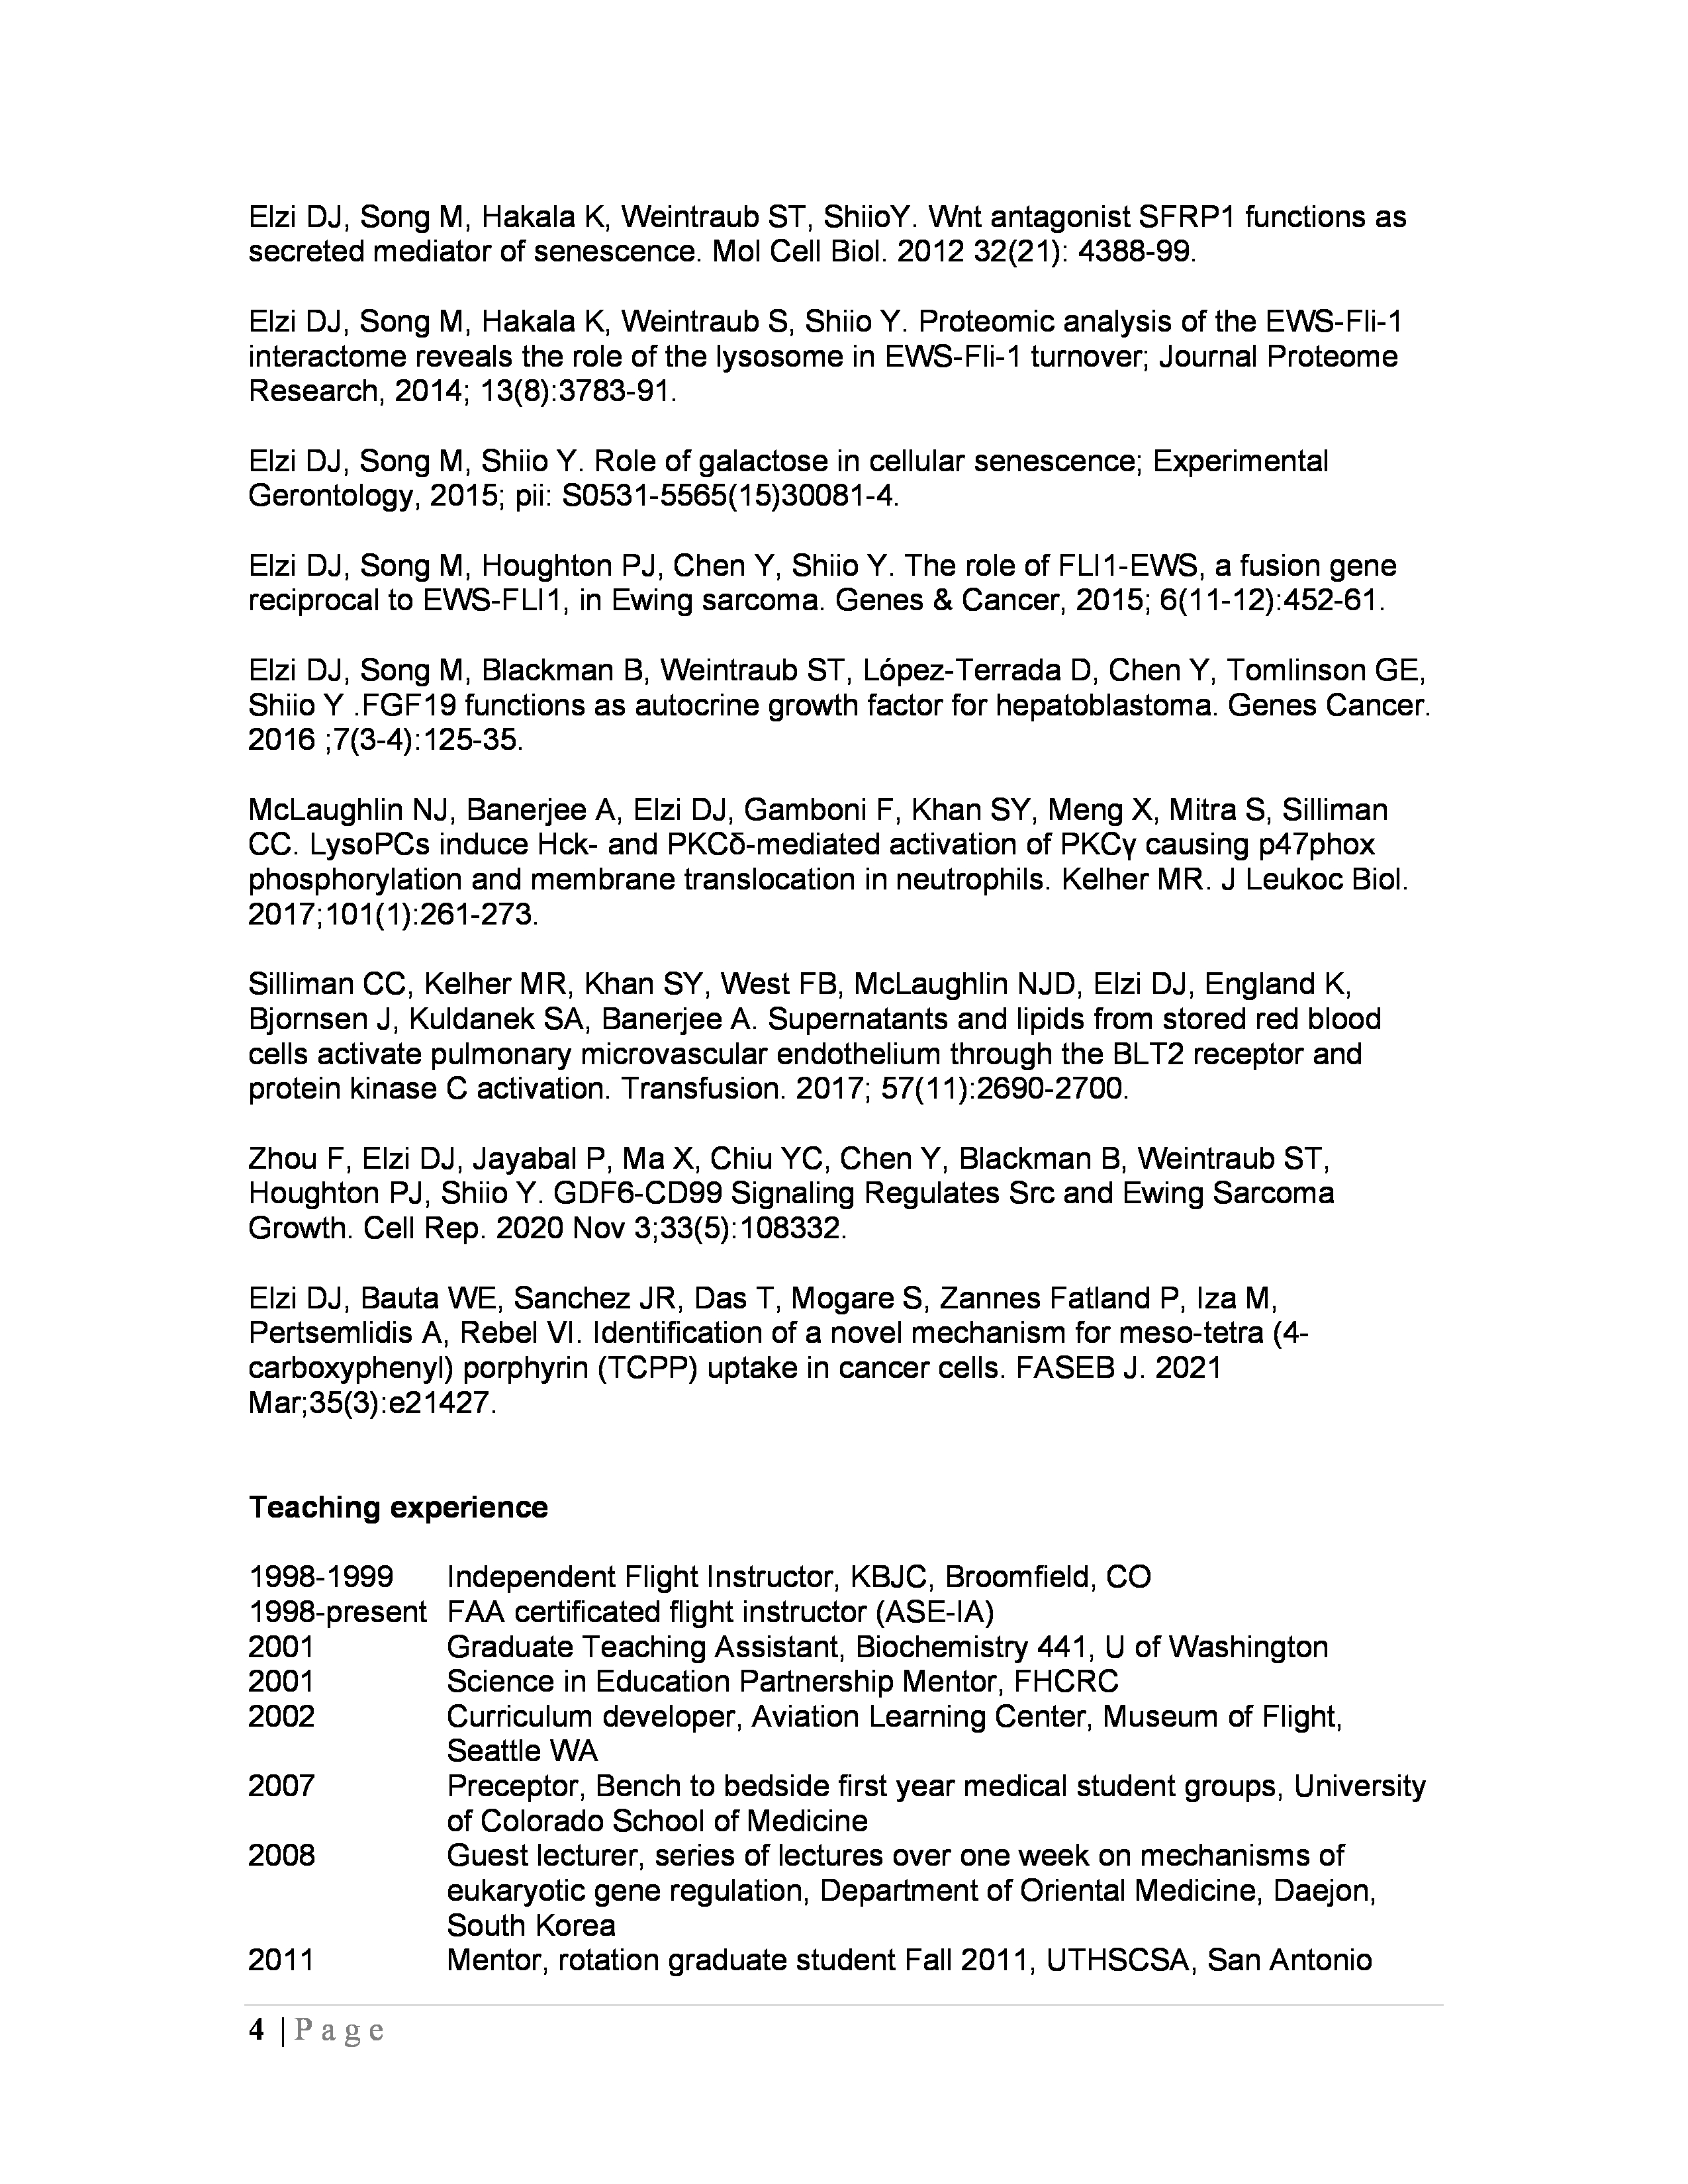 Elzi DJ, Song M, Hakala K, Weintraub ST, ShiioY. Wnt antagonist SFRP1 functions as
secreted mediator of senescence. Mol Cell Biol. 2012 32(21): 4388-99.
Elzi DJ, Song M, Hakala K, Weintraub S, Shiio Y. Proteomic analysis of the EWS-Fli-1
interactome reveals the role of the lysosome in EWS-Fli-1 turnover; Journal Proteome
Research, 2014; 13(8):3783-91.
Elzi DJ, Song M, Shiio Y. Role of galactose in cellular senescence; Experimental
Gerontology, 2015; pii: S0531-5565(15)30081-4.
Elzi DJ, Song M, Houghton PJ, Chen Y, Shiio Y. The role of FLI1-EWS, a fusion gene
reciprocal to EWS-FLI1, in Ewing sarcoma. Genes & Cancer, 2015; 6(11-12):452-61.
Elzi DJ, Song M, Blackman B, Weintraub ST, López-Terrada D, Chen Y, Tomlinson GE,
Shiio Y .FGF19 functions as autocrine growth factor for hepatoblastoma. Genes Cancer.
2016 ;7(3-4):125-35.
McLaughlin NJ, Banerjee A, Elzi DJ, Gamboni F, Khan SY, Meng X, Mitra S, Silliman
CC. LysoPCs induce Hck- and PKCδ-mediated activation of PKCγ causing p47phox
phosphorylation and membrane translocation in neutrophils. Kelher MR. J Leukoc Biol.
2017;101(1):261-273.
Silliman CC, Kelher MR, Khan SY, West FB, McLaughlin NJD, Elzi DJ, England K,
Bjornsen J, Kuldanek SA, Banerjee A. Supernatants and lipids from stored red blood
cells activate pulmonary microvascular endothelium through the BLT2 receptor and
protein kinase C activation. Transfusion. 2017; 57(11):2690-2700.
Zhou F, Elzi DJ, Jayabal P, Ma X, Chiu YC, Chen Y, Blackman B, Weintraub ST,
Houghton PJ, Shiio Y. GDF6-CD99 Signaling Regulates Src and Ewing Sarcoma
Growth. Cell Rep. 2020 Nov 3;33(5):108332.
Elzi DJ, Bauta WE, Sanchez JR, Das T, Mogare S, Zannes Fatland P, Iza M,
Pertsemlidis A, Rebel VI. Identification of a novel mechanism for meso-tetra (4-
carboxyphenyl) porphyrin (TCPP) uptake in cancer cells. FASEB J. 2021
Mar;35(3):e21427.
Teaching experience
1998-1999 Independent Flight Instructor, KBJC, Broomfield, CO
1998-present FAA certificated flight instructor (ASE-IA)
2001 Graduate Teaching Assistant, Biochemistry 441, U of Washington
2001 Science in Education Partnership Mentor, FHCRC
2002 Curriculum developer, Aviation Learning Center, Museum of Flight,
Seattle WA
2007 Preceptor, Bench to bedside first year medical student groups, University
of Colorado School of Medicine
2008 Guest lecturer, series of lectures over one week on mechanisms of
eukaryotic gene regulation, Department of Oriental Medicine, Daejon,
South Korea
2011 Mentor, rotation graduate student Fall 2011, UTHSCSA, San Antonio
4 | Page